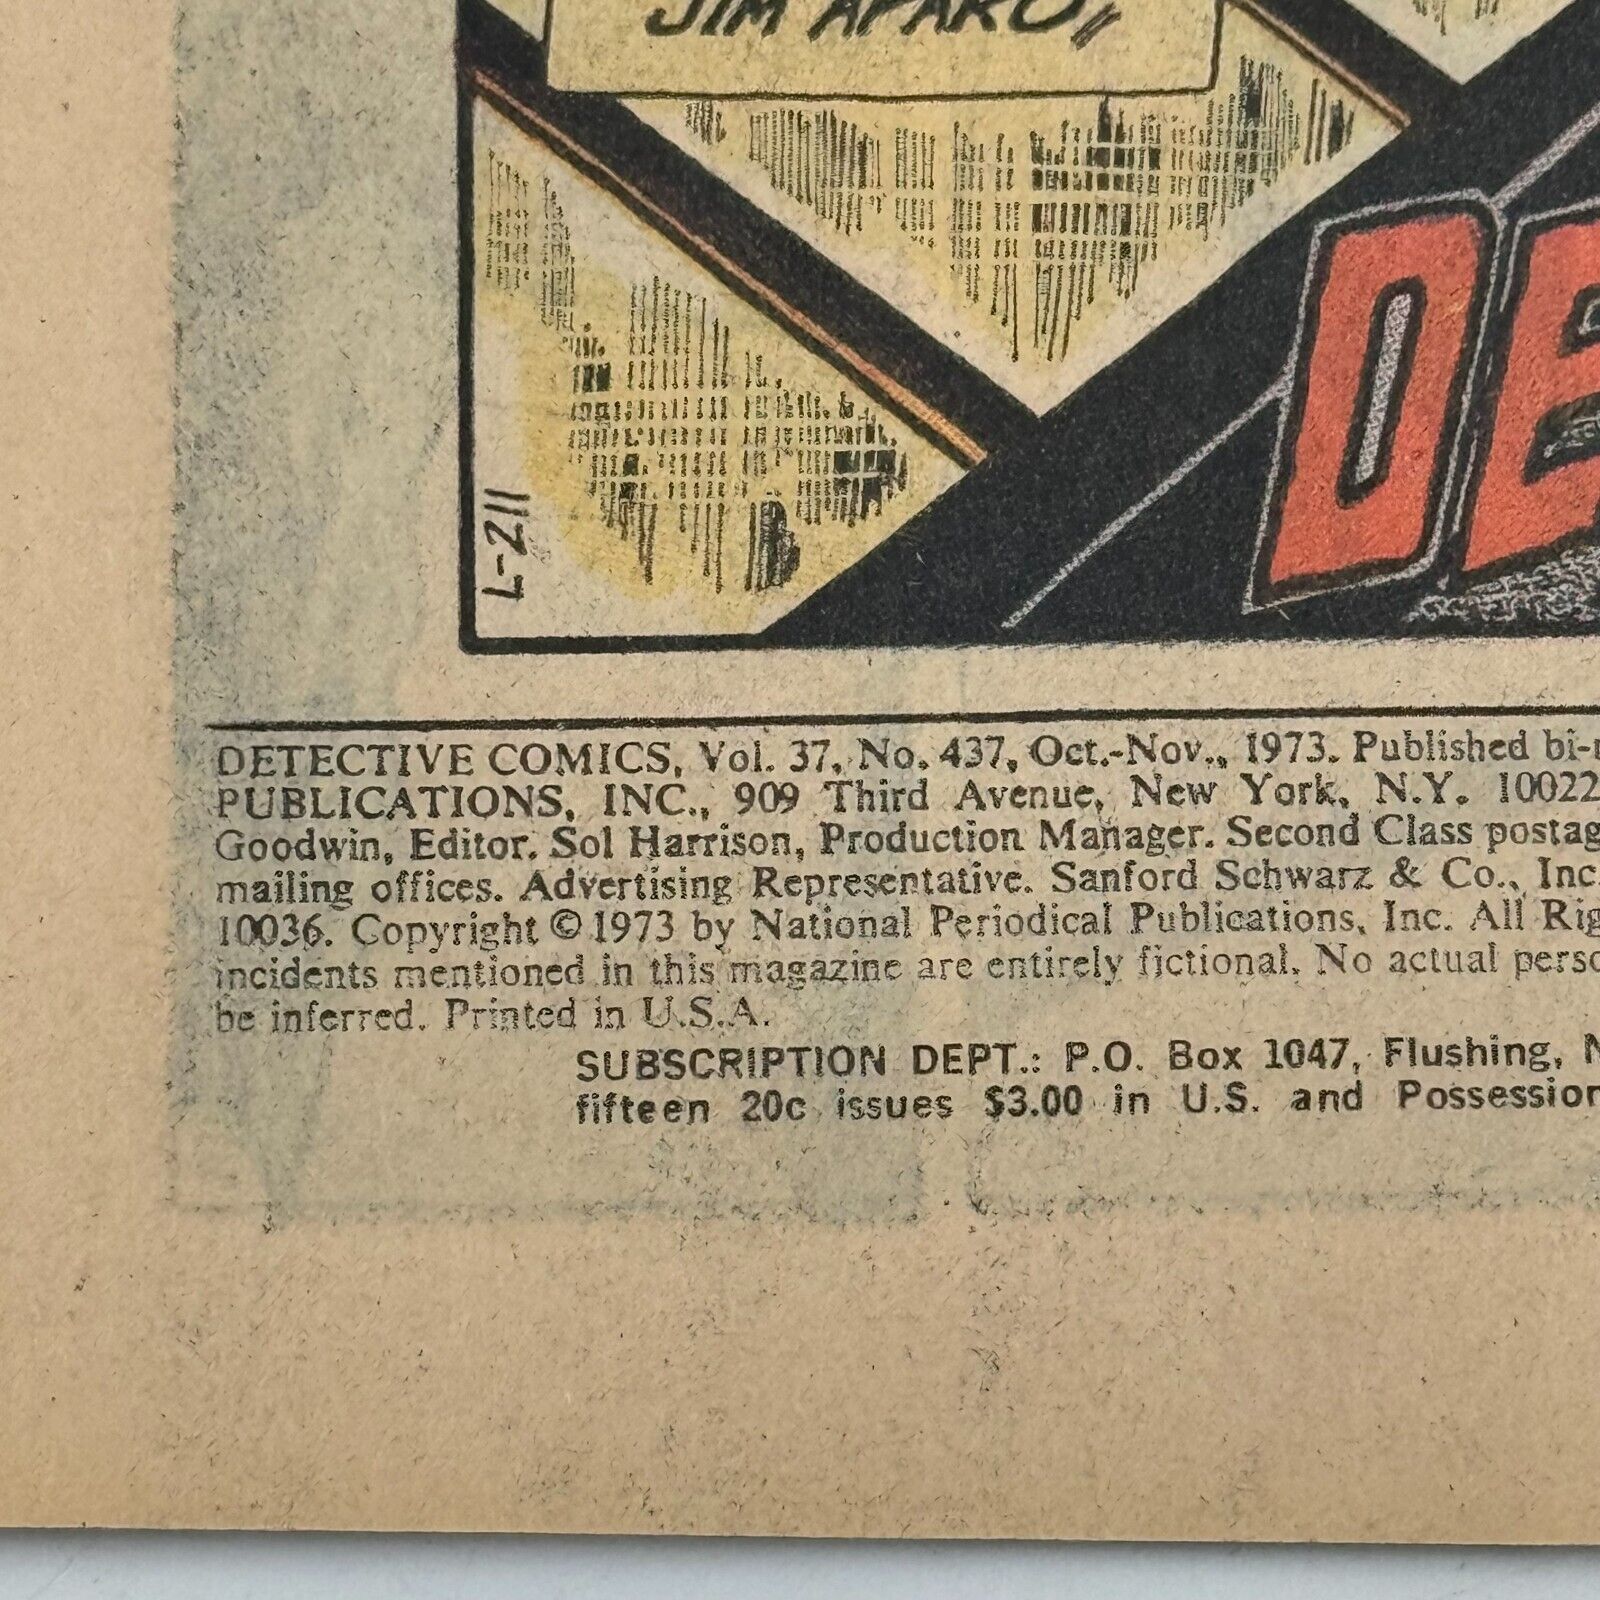 JIM APARO,
DE
L-211
DETECTIVE COMICS, Vol. 37, No. 437, Oct.-Nov., 1973. Published bi-
PUBLICATIONS, INC., 909 Third Avenue, New York, N.Y. 10022
Goodwin, Editor. Sol Harrison, Production Manager. Second Class postag
mailing offices. Advertising Representative. Sanford Schwarz & Co., Inc.
10036. Copyright © 1973 by National Periodical Publications, Inc. All Rig
incidents mentioned in this magazine are entirely fictional. No actual perso
be inferred. Printed in U.S.A.
SUBSCRIPTION DEPT.: P.O. Box 1047, Flushing, N
fifteen 20c issues $3.00 in U.S. and Possession